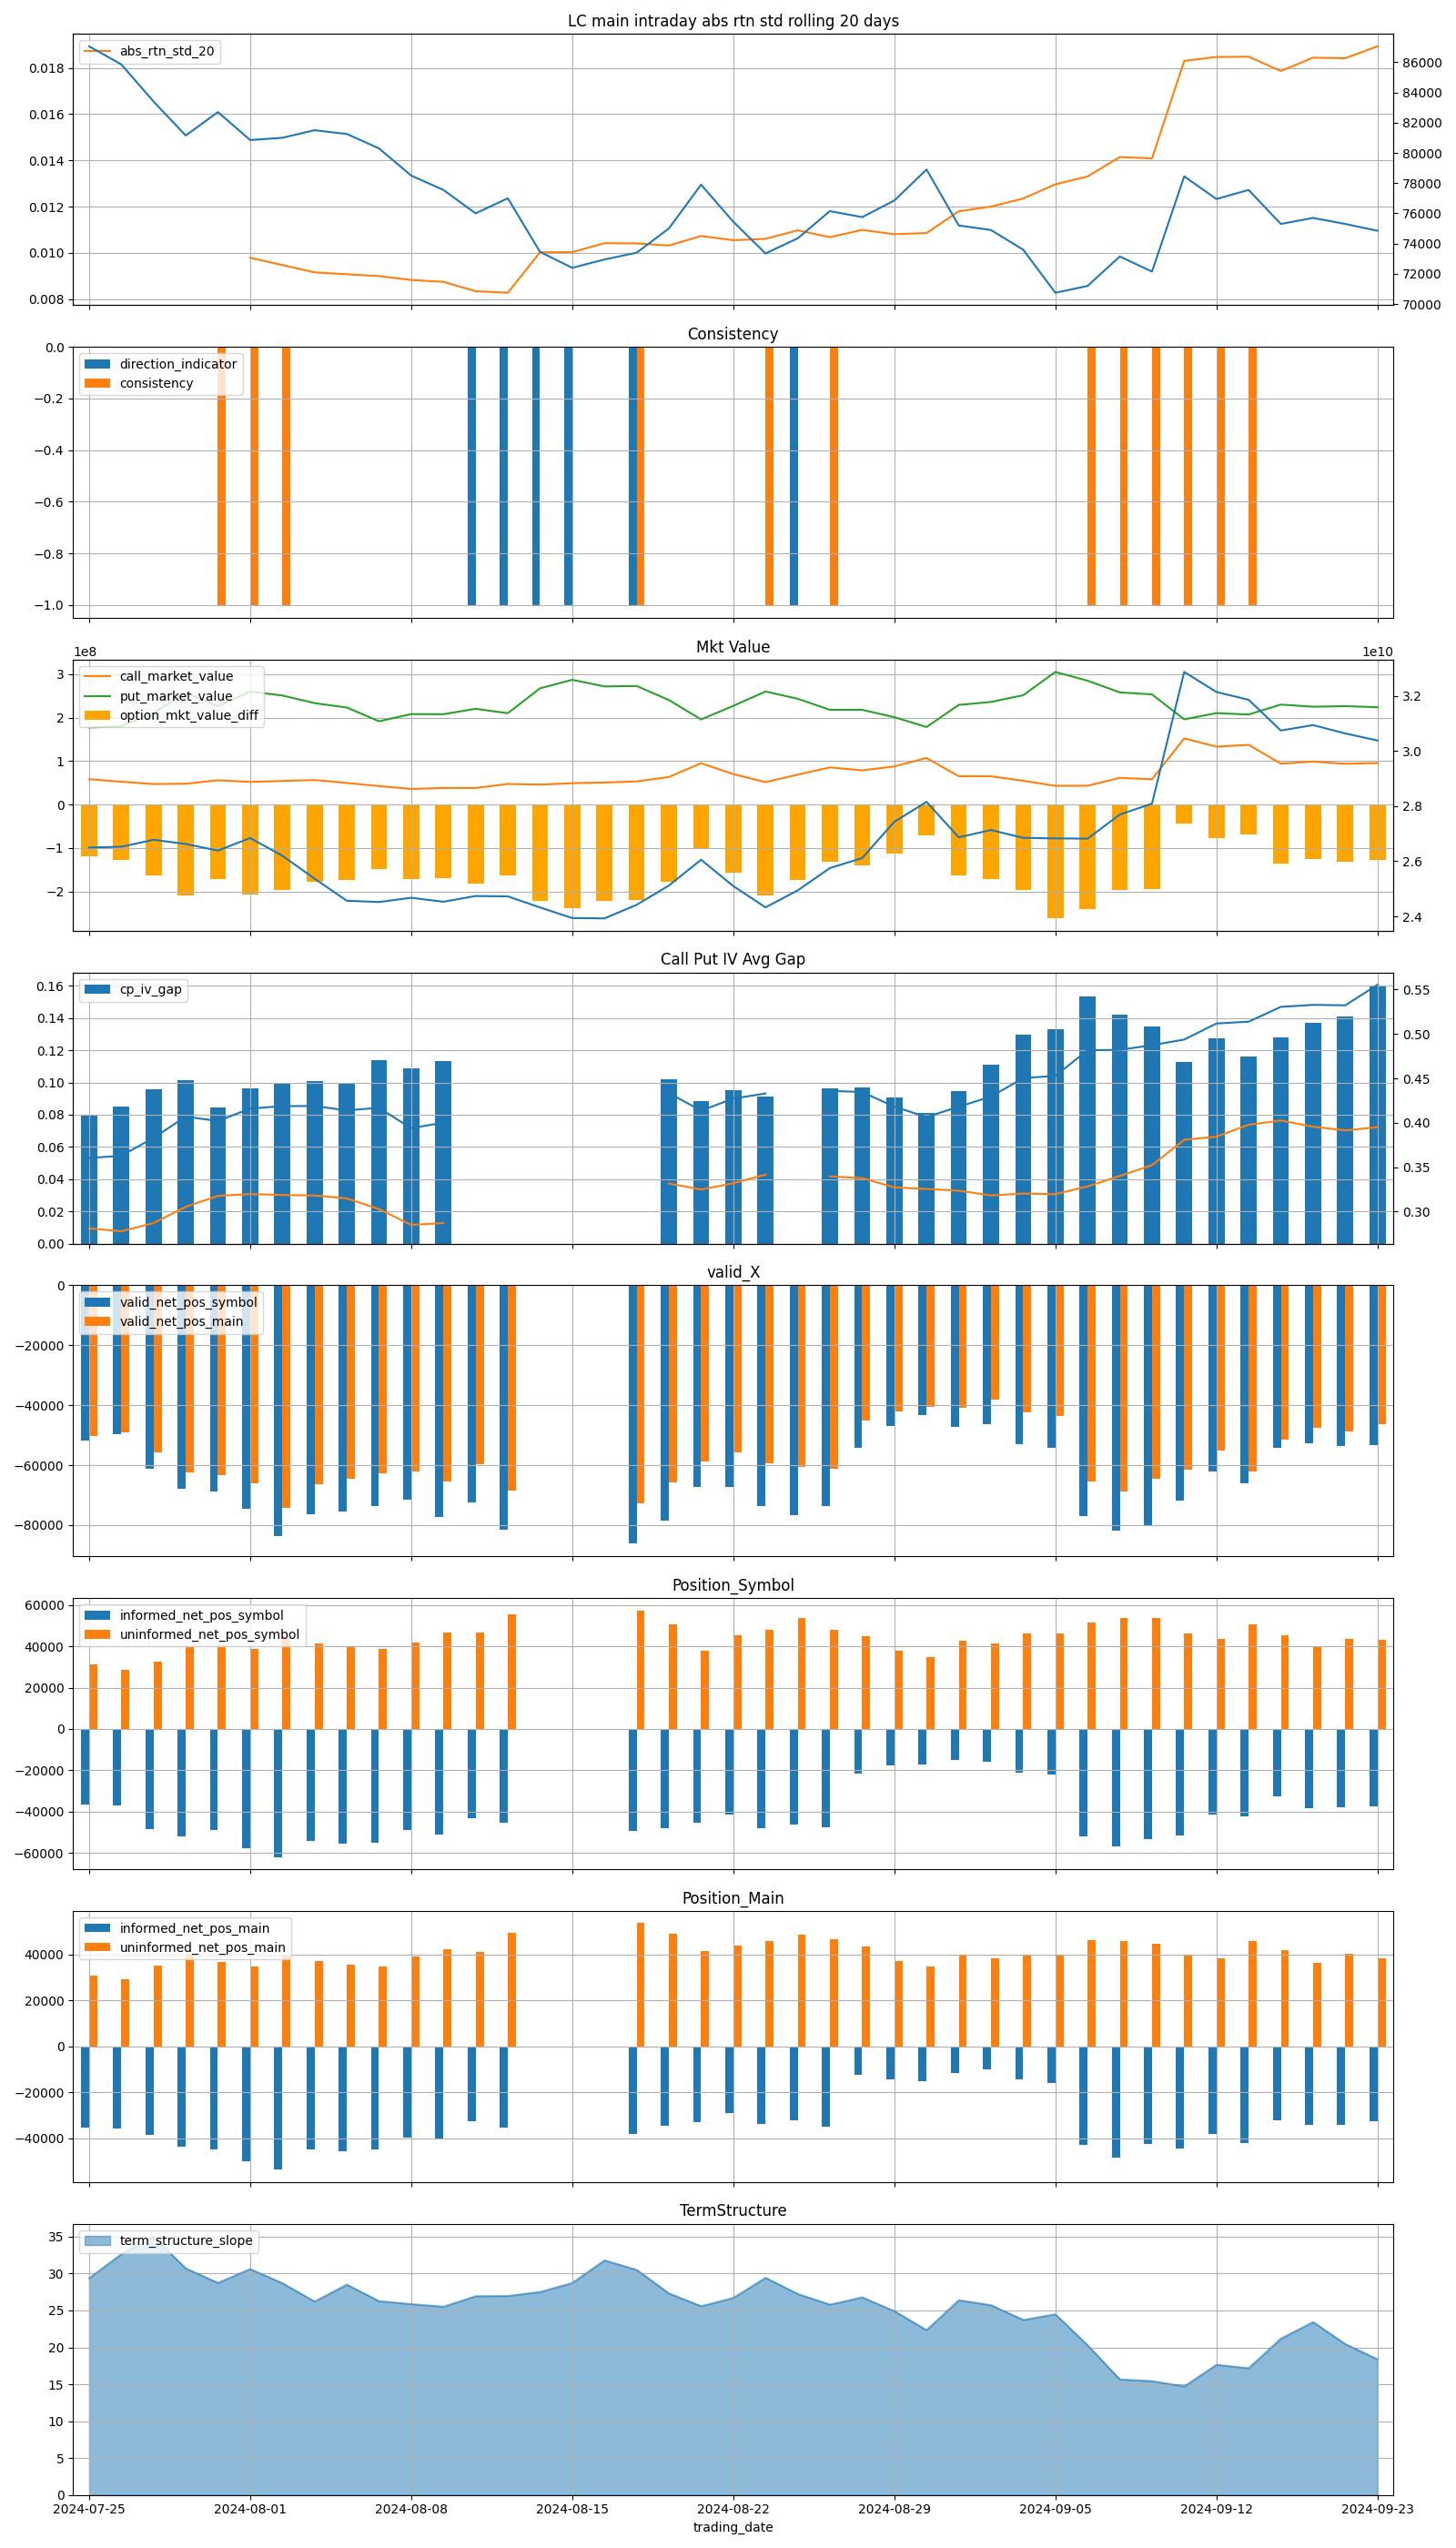 LC main intraday abs rtn std rolling 20 days
abs_rtn_std_20
0.018
0.016
0.014
0.012
0.010
0.008
86000
84000
82000
80000
78000
76000
74000
72000
70000
Consistency
direction_indicator
consistency
0.0
−0.2
−0.4
−0.6
−0.8
−1.0
Mkt Value
1e8
1e10
call_market_value
put_market_value
option_mkt_value_diff
3
2
1
0
−1
−2
3.2
3.0
2.8
2.6
2.4
Call Put IV Avg Gap
cp_iv_gap
0.16
0.14
0.12
0.10
0.08
0.06
0.04
0.02
0.00
0.55
0.50
0.45
0.40
0.35
0.30
valid_X
valid_net_pos_symbol
valid_net_pos_main
0
−20000
−40000
−60000
−80000
Position_Symbol
informed_net_pos_symbol
uninformed_net_pos_symbol
60000
40000
20000
0
−20000
−40000
−60000
Position_Main
informed_net_pos_main
uninformed_net_pos_main
40000
20000
0
−20000
−40000
TermStructure
term_structure_slope
35
30
25
20
15
10
5
0
2024-07-25 2024-08-01 2024-08-08 2024-08-15 2024-08-22 2024-08-29 2024-09-05 2024-09-12 2024-09-23
trading_date